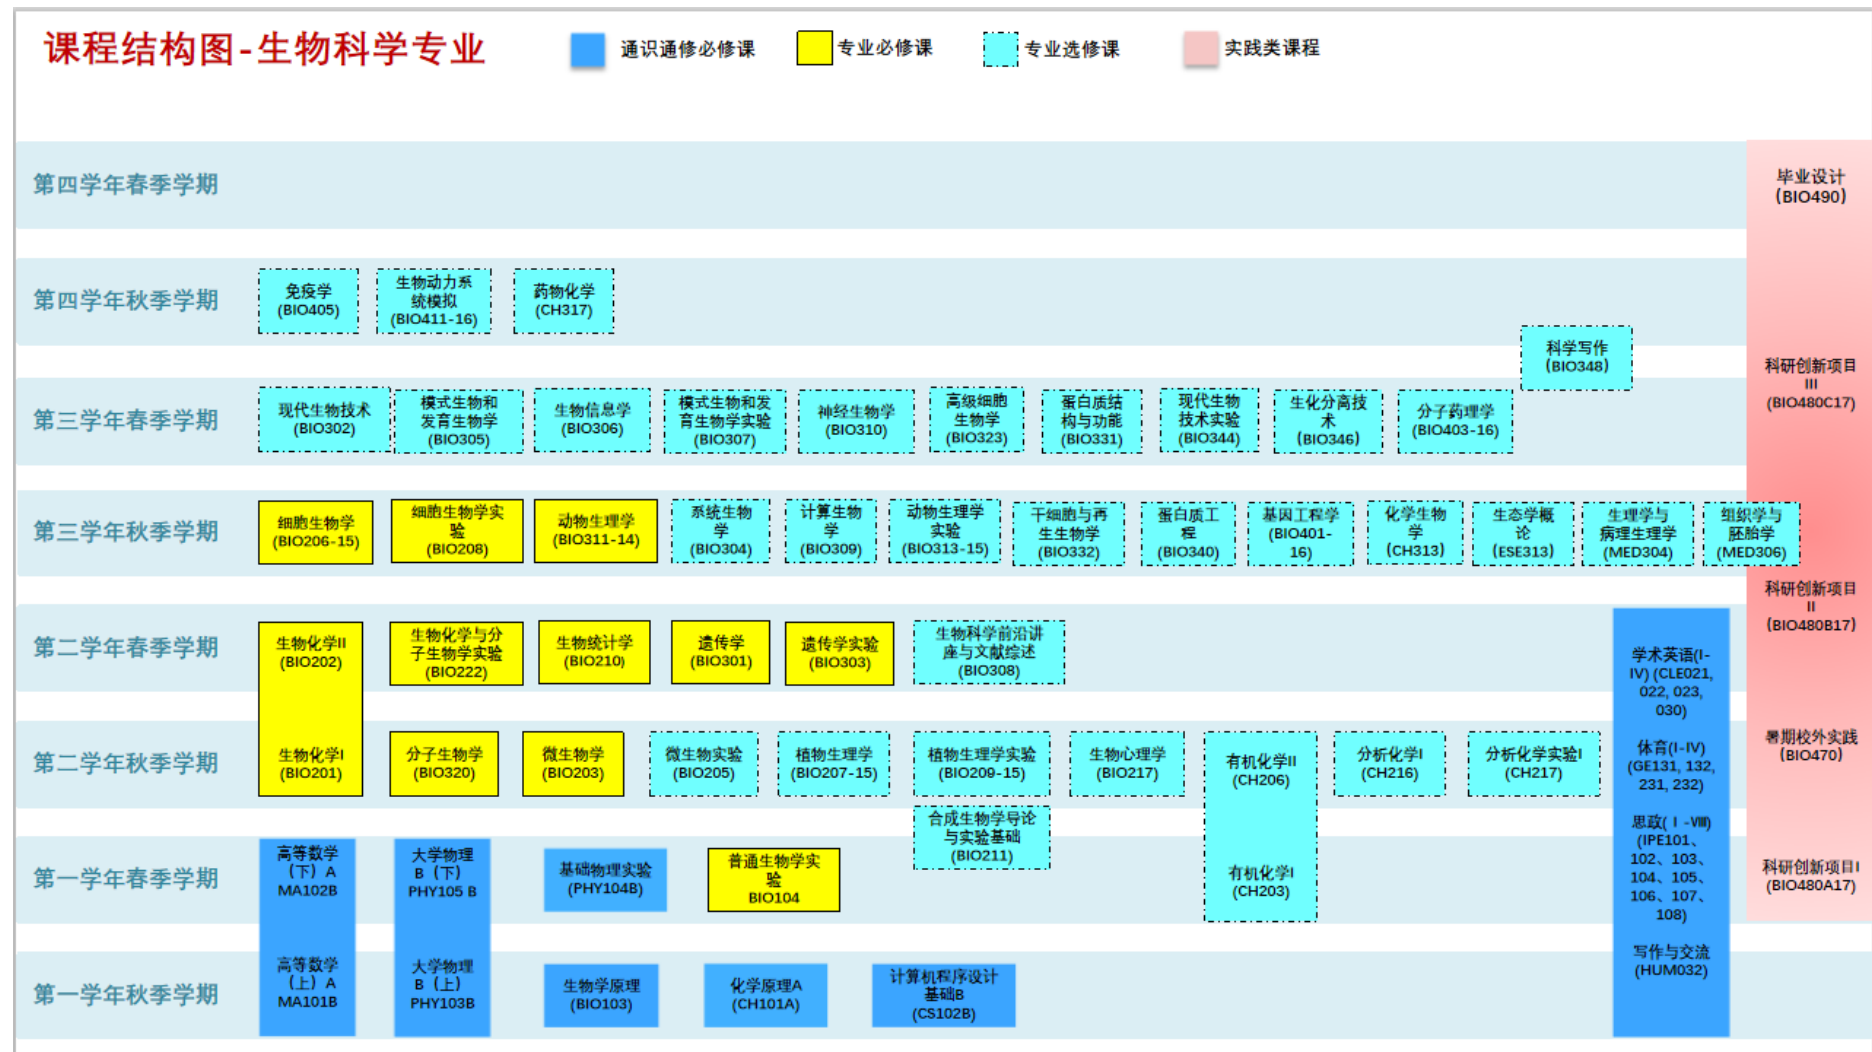 课程结构图-生物科学专业
通识通修必修课
专业必修课
专业选修课
实践类课程
第四学年春季学期
毕业设计
(BIO490)
第四学年秋季学期
免疫学
(BIO405)
生物动力系
统模拟
(BIO411-16)
药物化学
(CH317)
科学写作
(BIO348)
科研创新项目
III
(BIO480C17)
第三学年春季学期
现代生物技术
(BIO302)
模式生物和
发育生物学
(BIO305)
生物信息学
(BIO306)
模式生物和发
育生物学实验
(BIO307)
神经生物学
(BIO310)
高级细胞
生物学
(BIO323)
蛋白质结
构与功能
(BIO331)
现代生物
技术实验
(BIO344)
生化分离技
术
(BIO346)
分子药理学
(BIO403-16)
第三学年秋季学期
细胞生物学
(BIO206-15)
细胞生物学实
验
(BIO208)
动物生理学
(BIO311-14)
系统生物
学
(BIO304)
计算生物
学
(BIO309)
动物生理学
实验
(BIO313-15)
干细胞与再
生生物学
(BIO332)
蛋白质工
程
(BIO340)
基因工程学
(BIO401-
16)
化学生物
学
(CH313)
生态学概
论
(ESE313)
生理学与
病理生理学
(MED304)
组织学与
胚胎学
(MED306)
科研创新项目
II
(BIO480B17)
第二学年春季学期
生物化学II
(BIO202)
生物化学与分
子生物学实验
(BIO222)
生物统计学
(BIO210)
遗传学
(BIO301)
遗传学实验
(BIO303)
生物科学前沿讲
座与文献综述
(BIO308)
学术英语(I-
IV) (CLE021,
022, 023,
030)
第二学年秋季学期
生物化学I
(BIO201)
分子生物学
(BIO320)
微生物学
(BIO203)
微生物实验
(BIO205)
植物生理学
(BIO207-15)
植物生理学实验
(BIO209-15)
生物心理学
(BIO217)
有机化学II
(CH206)
分析化学I
(CH216)
分析化学实验I
(CH217)
体育(I-IV)
(GE131, 132,
231, 232)
暑期校外实践
(BIO470)
合成生物学导论
与实验基础
(BIO211)
思政(Ⅰ-Ⅷ)
(IPE101、
102、103、
104、105、
106、107、
108)
第一学年春季学期
高等数学
（下）A
MA102B
大学物理
B（下）
PHY105 B
基础物理实验
(PHY104B)
普通生物学实
验
BIO104
有机化学I
(CH203)
科研创新项目I
(BIO480A17)
写作与交流
(HUM032)
第一学年秋季学期
高等数学
（上）A
MA101B
大学物理
B（上）
PHY103B
生物学原理
(BIO103)
化学原理A
(CH101A)
计算机程序设计
基础B
(CS102B)